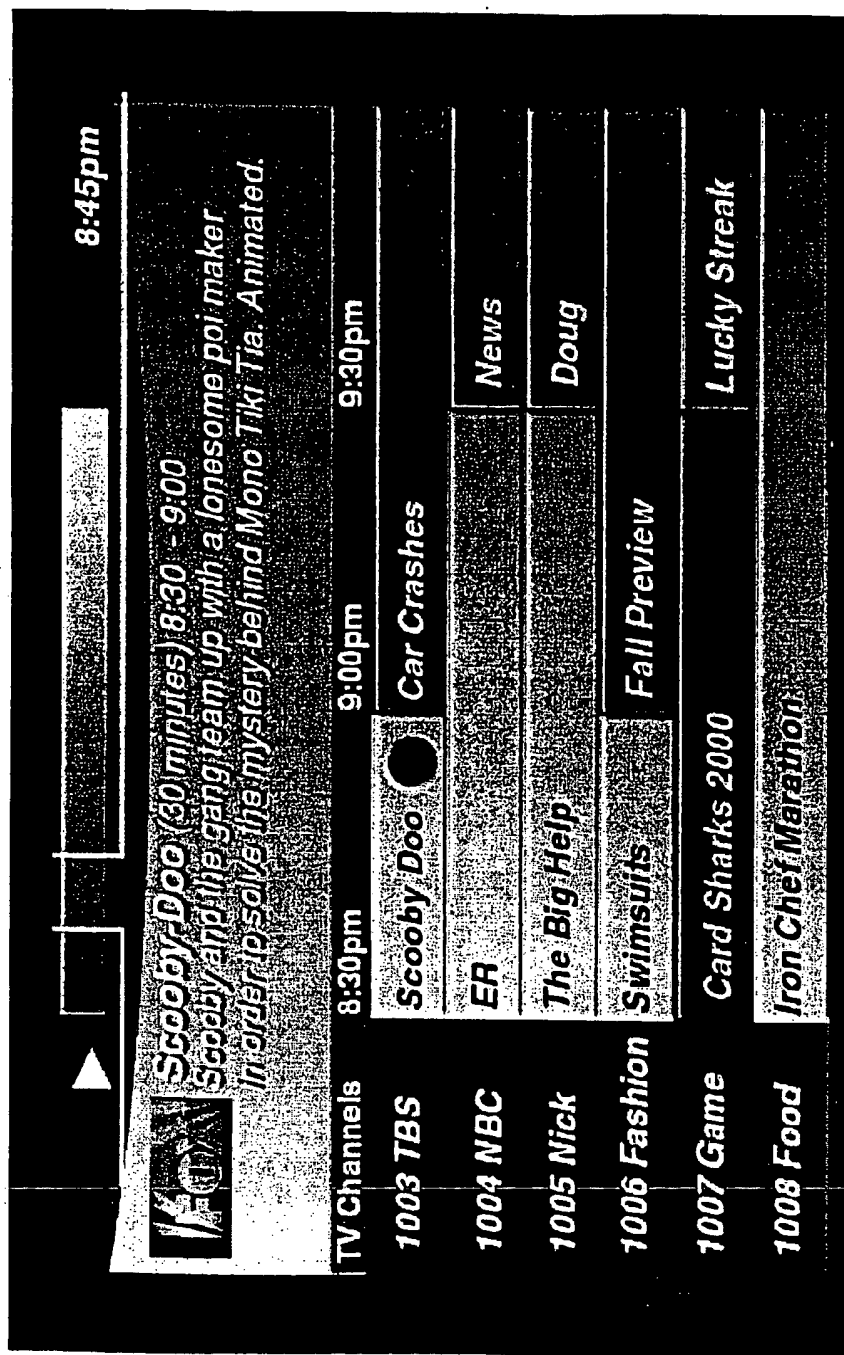 8:45pm
FOX
Scooby-Doo (30 minutes) 8:30 - 9:00
Scooby and the gang team up with a lonesome poi maker
In order to solve the mystery behind Mono Tiki Tia. Animated.
TV Channels 8:30pm 9:00pm 9:30pm
1003 TBS Scooby Doo Car Crashes
1004 NBC ER News
1005 Nick The Big Help Doug
1006 Fashion Swimsuits Fall Preview
1007 Game Card Sharks 2000 Lucky Streak
1008 Food Iron Chef Marathon